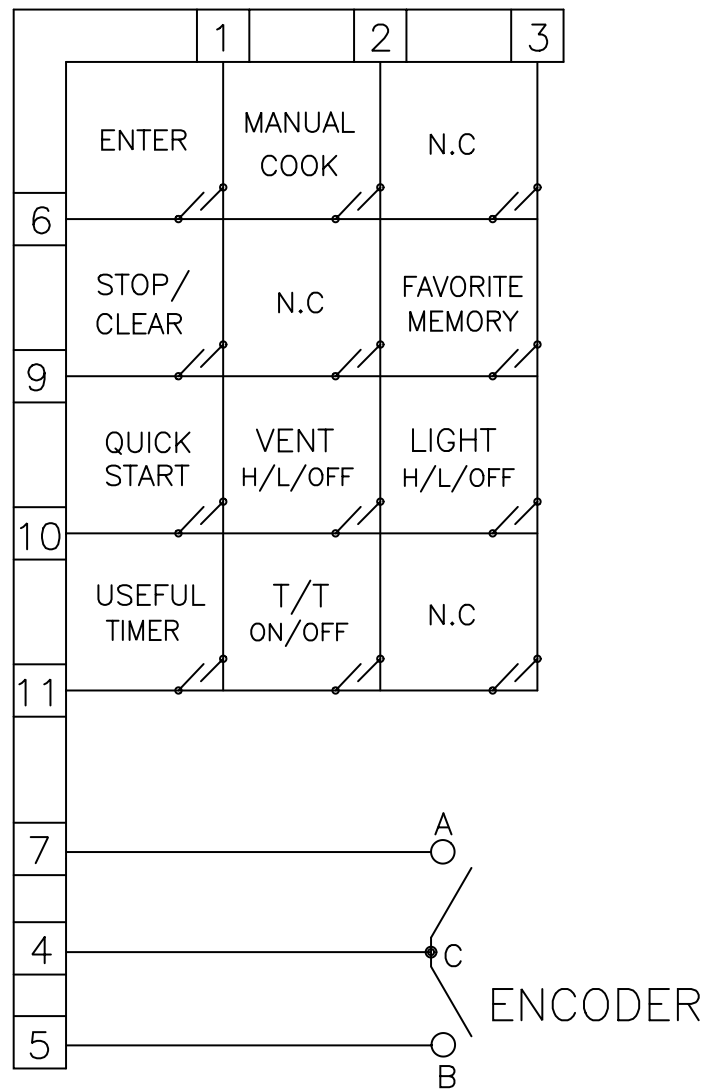 1 2 3
ENTER
MANUAL
COOK
N.C
6
STOP/
CLEAR
N.C
FAVORITE
MEMORY
9
QUICK
START
VENT
H/L/OFF
LIGHT
H/L/OFF
10
USEFUL
TIMER
T/T
ON/OFF
N.C
11
A
7
4
C
ENCODER
5
B